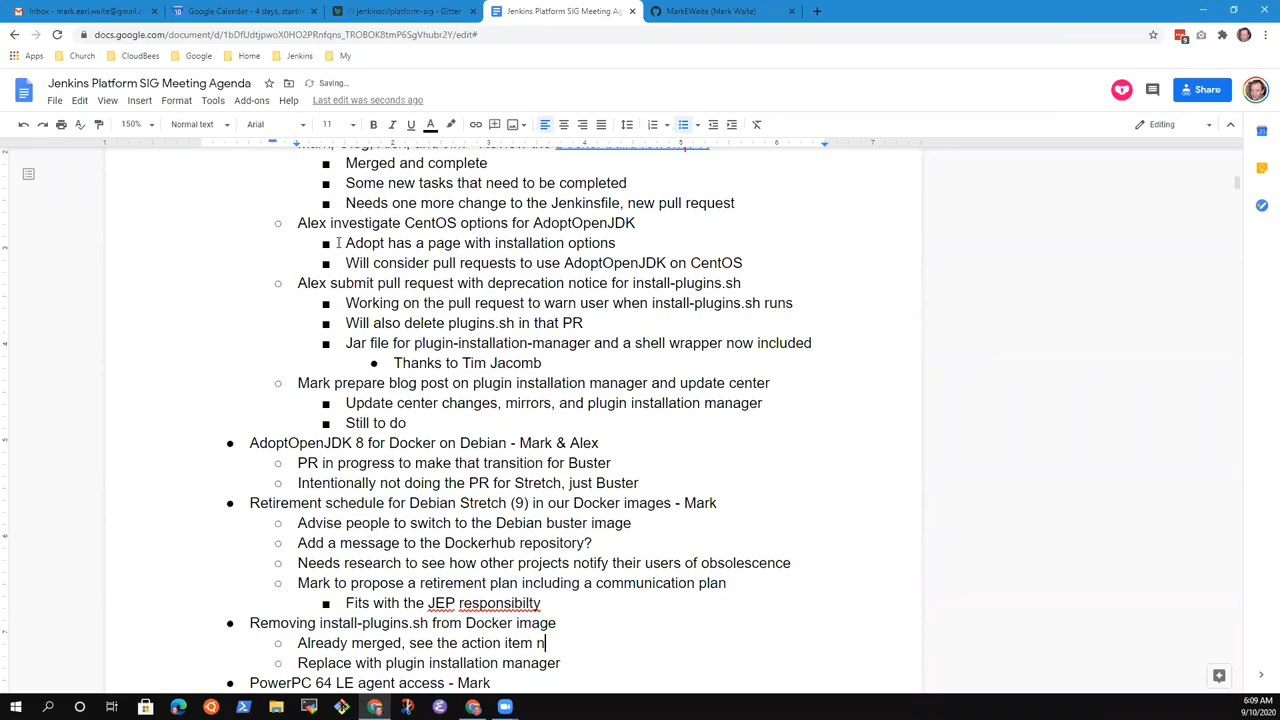 Inbox - mark.earl.waite@gmail.co
Google Calendar - 4 days, startin
jenkinsci/platform-sig - Gitter
Jenkins Platform SIG Meeting Ag
MarkEWaite (Mark Waite)
docs.google.com/document/d/1bDfUdtjpwoX0HO2PRnfqns_TROBOK8tmP6SgVhubr2Y/edit#
Apps
Church
CloudBees
Google
Home
Jenkins
My
Jenkins Platform SIG Meeting Agenda
Saving...
File Edit View Insert Format Tools Add-ons Help Last edit was seconds ago
Share
150% Normal text Arial 11 Editing
Merged and complete
Some new tasks that need to be completed
Needs one more change to the Jenkinsfile, new pull request
Alex investigate CentOS options for AdoptOpenJDK
Adopt has a page with installation options
Will consider pull requests to use AdoptOpenJDK on CentOS
Alex submit pull request with deprecation notice for install-plugins.sh
Working on the pull request to warn user when install-plugins.sh runs
Will also delete plugins.sh in that PR
Jar file for plugin-installation-manager and a shell wrapper now included
Thanks to Tim Jacomb
Mark prepare blog post on plugin installation manager and update center
Update center changes, mirrors, and plugin installation manager
Still to do
AdoptOpenJDK 8 for Docker on Debian - Mark & Alex
PR in progress to make that transition for Buster
Intentionally not doing the PR for Stretch, just Buster
Retirement schedule for Debian Stretch (9) in our Docker images - Mark
Advise people to switch to the Debian buster image
Add a message to the Dockerhub repository?
Needs research to see how other projects notify their users of obsolescence
Mark to propose a retirement plan including a communication plan
Fits with the JEP responsibilty
Removing install-plugins.sh from Docker image
Already merged, see the action item n
Replace with plugin installation manager
PowerPC 64 LE agent access - Mark
6:09 AM
9/10/2020